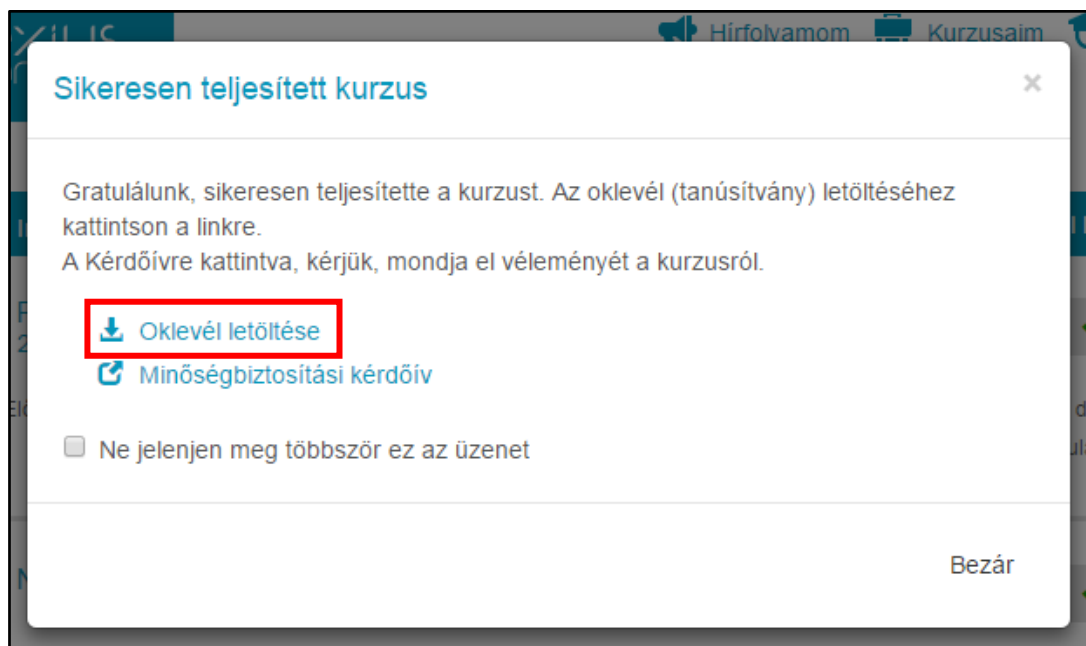 Hírfolyamom Kurzusaim
Sikeresen teljesített kurzus ×
Gratulálunk, sikeresen teljesítette a kurzust. Az oklevél (tanúsítvány) letöltéséhez
kattintson a linkre.
A Kérdőívre kattintva, kérjük, mondja el véleményét a kurzusról.
Oklevél letöltése
Minőségbiztosítási kérdőív
Ne jelenjen meg többször ez az üzenet
Bezár